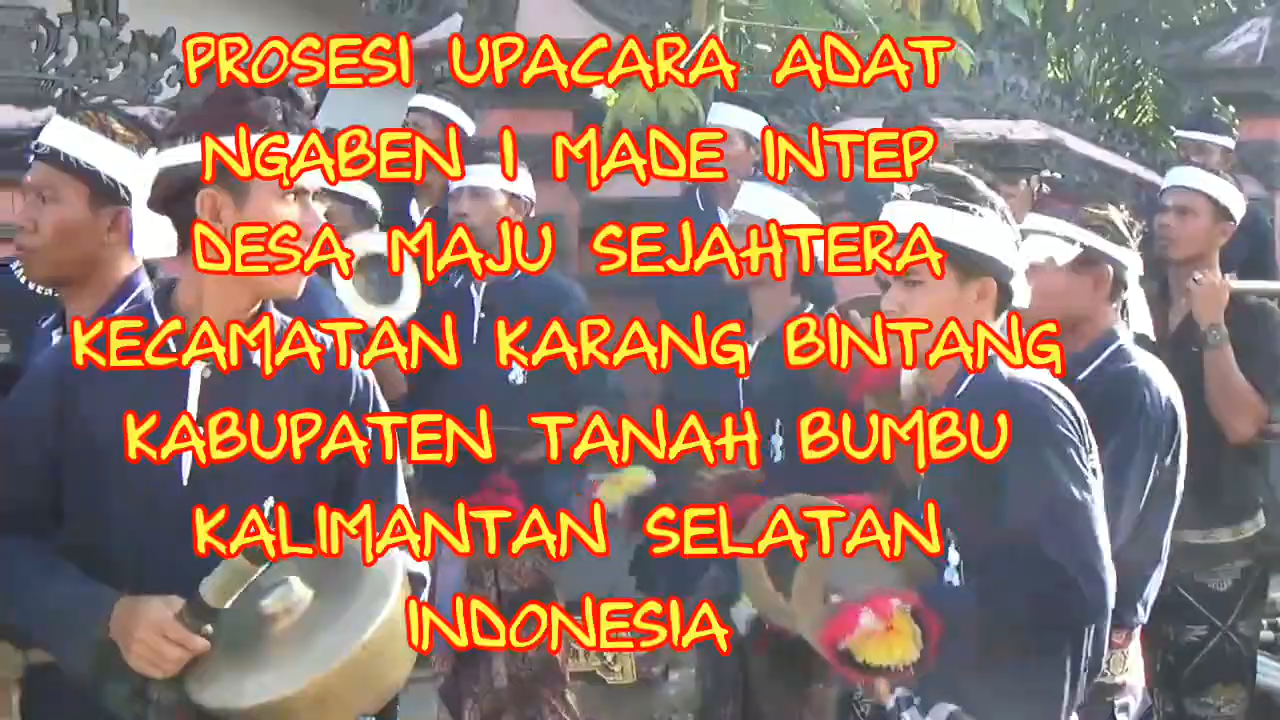 PROSESI UPACARA ADAT
NGABEN I MADE INTEP
DESA MAJU SEJAHTERA
KECAMATAN KARANG BINTANG
KABUPATEN TANAH BUMBU
KALIMANTAN SELATAN
INDONESIA